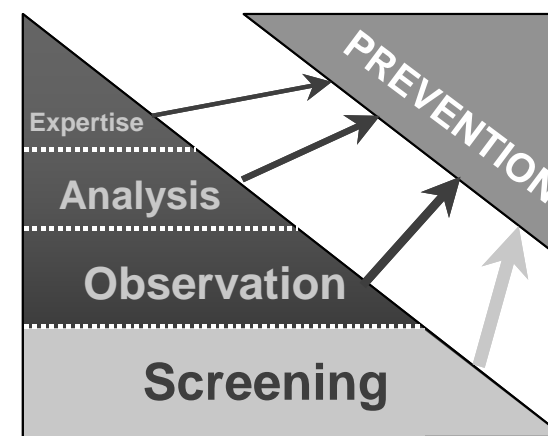 PREVENTION
Expertise
Analysis
Observation
Screening